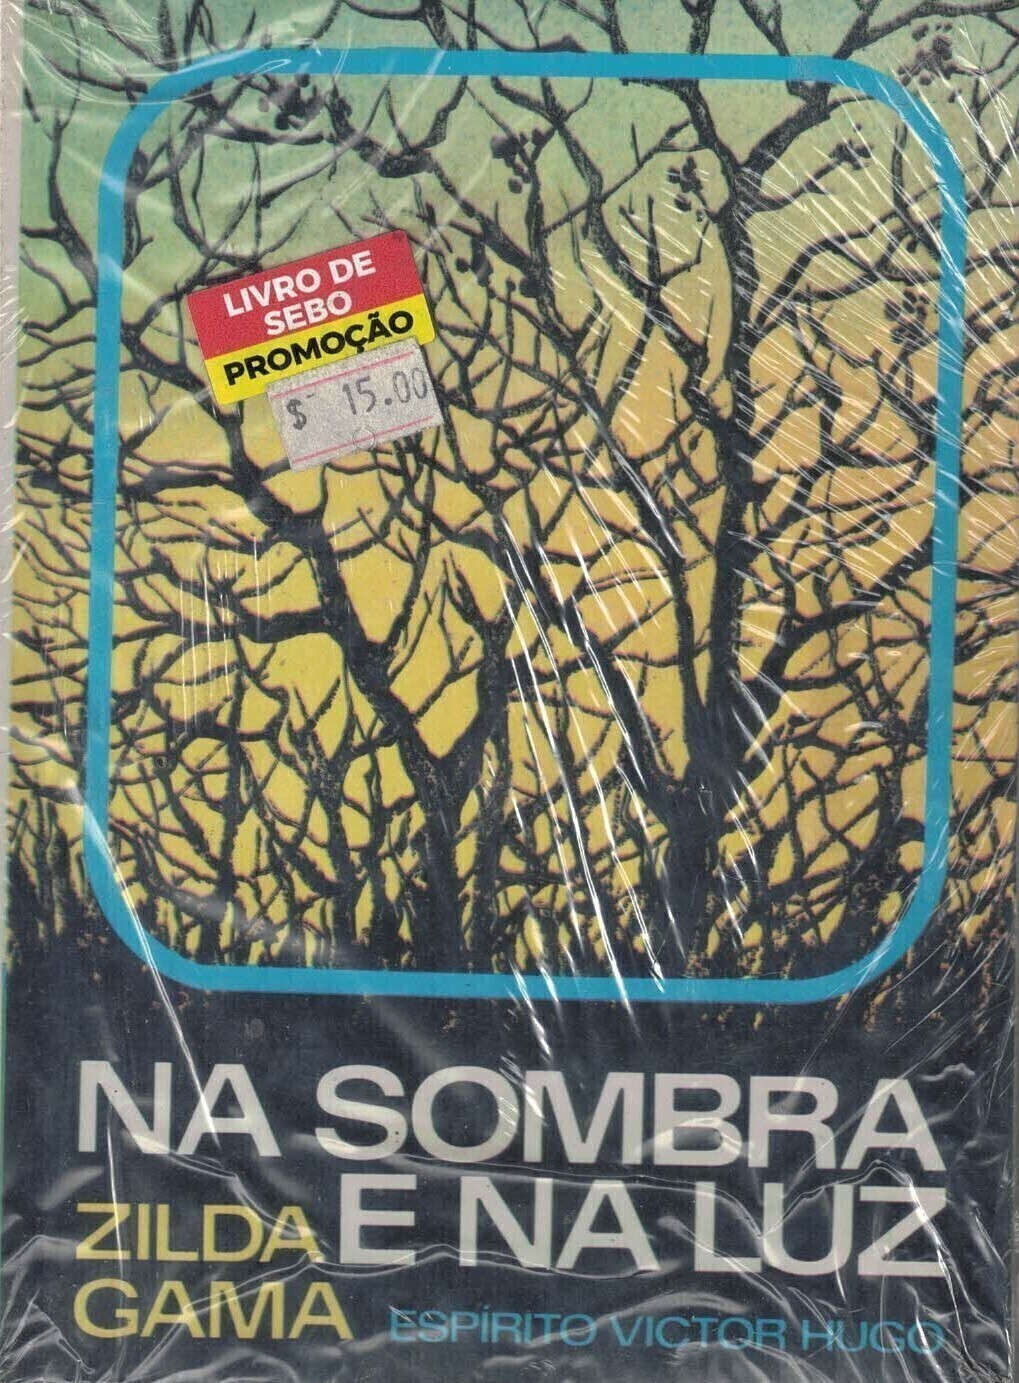 LIVRO DE
SEBO
PROMOÇÃO
$ 15.00
NA SOMBRA
E NA LUZ
ZILDA
GAMA
ESPÍRITO VICTOR HUGO